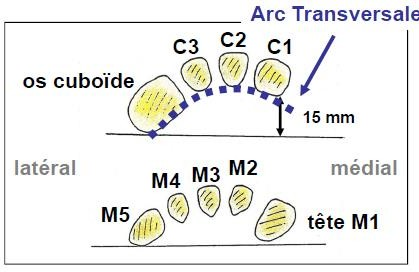 Arc Transversale
C3 C2 C1
os cuboïde
15 mm
latéral médial
M5 M4 M3 M2
tête M1